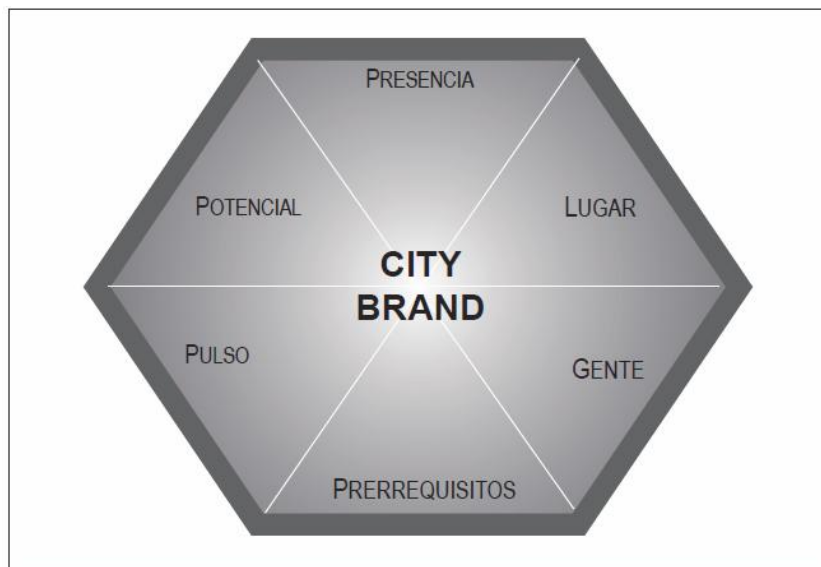 PRESENCIA
POTENCIAL
LUGAR
CITY
BRAND
PULSO
GENTE
PRERREQUISITOS